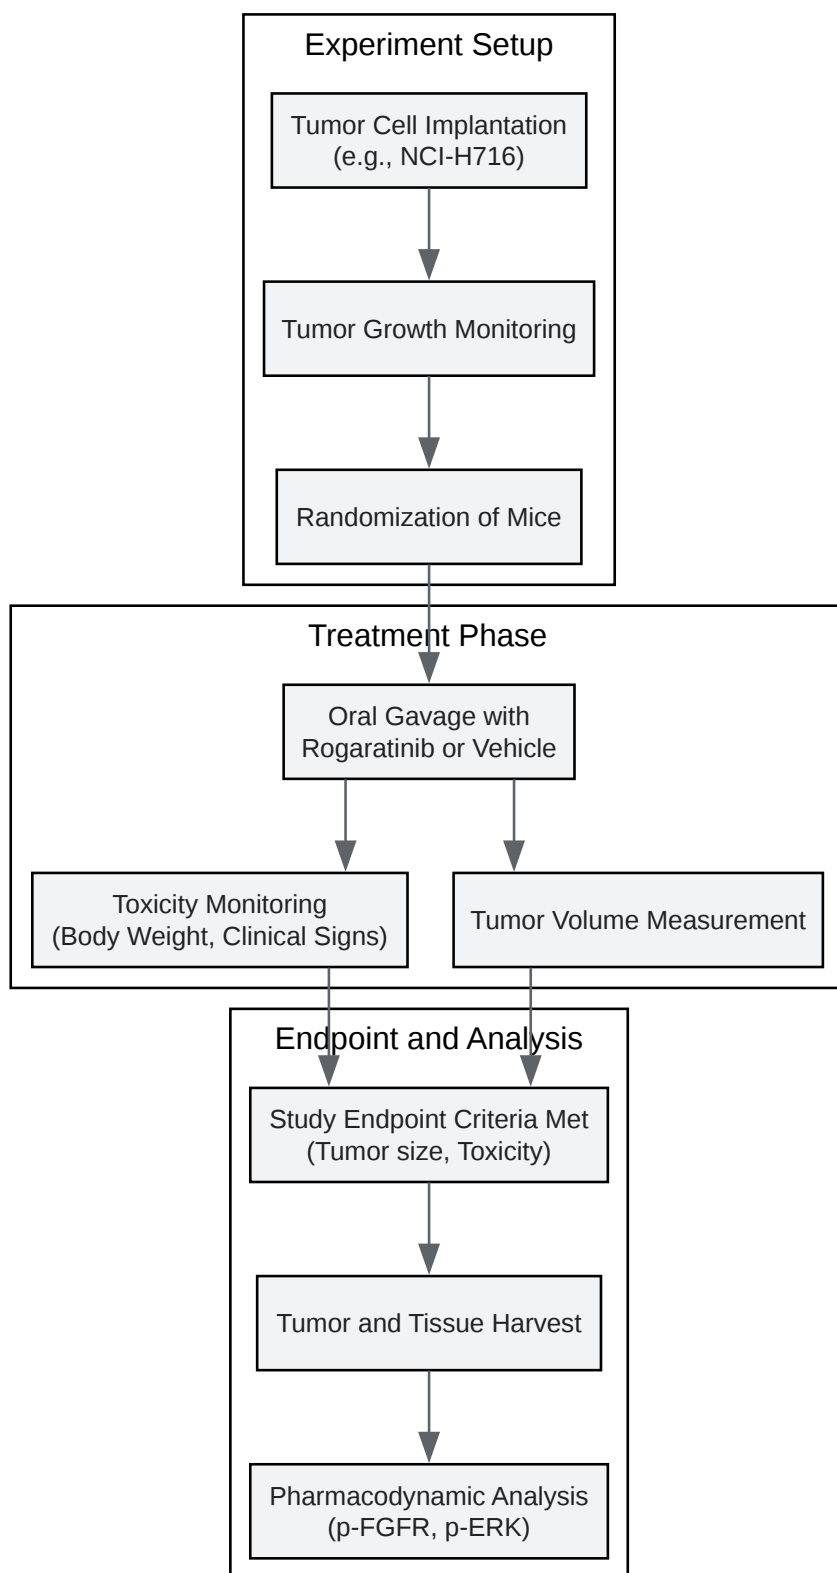 Experiment Setup
Tumor Cell Implantation
(e.g., NCI-H716)
Tumor Growth Monitoring
Randomization of Mice
Treatment Phase
Oral Gavage with
Rogaratinib or Vehicle
Toxicity Monitoring
(Body Weight, Clinical Signs)
Tumor Volume Measurement
Endpoint and Analysis
Study Endpoint Criteria Met
(Tumor size, Toxicity)
Tumor and Tissue Harvest
Pharmacodynamic Analysis
(p-FGFR, p-ERK)